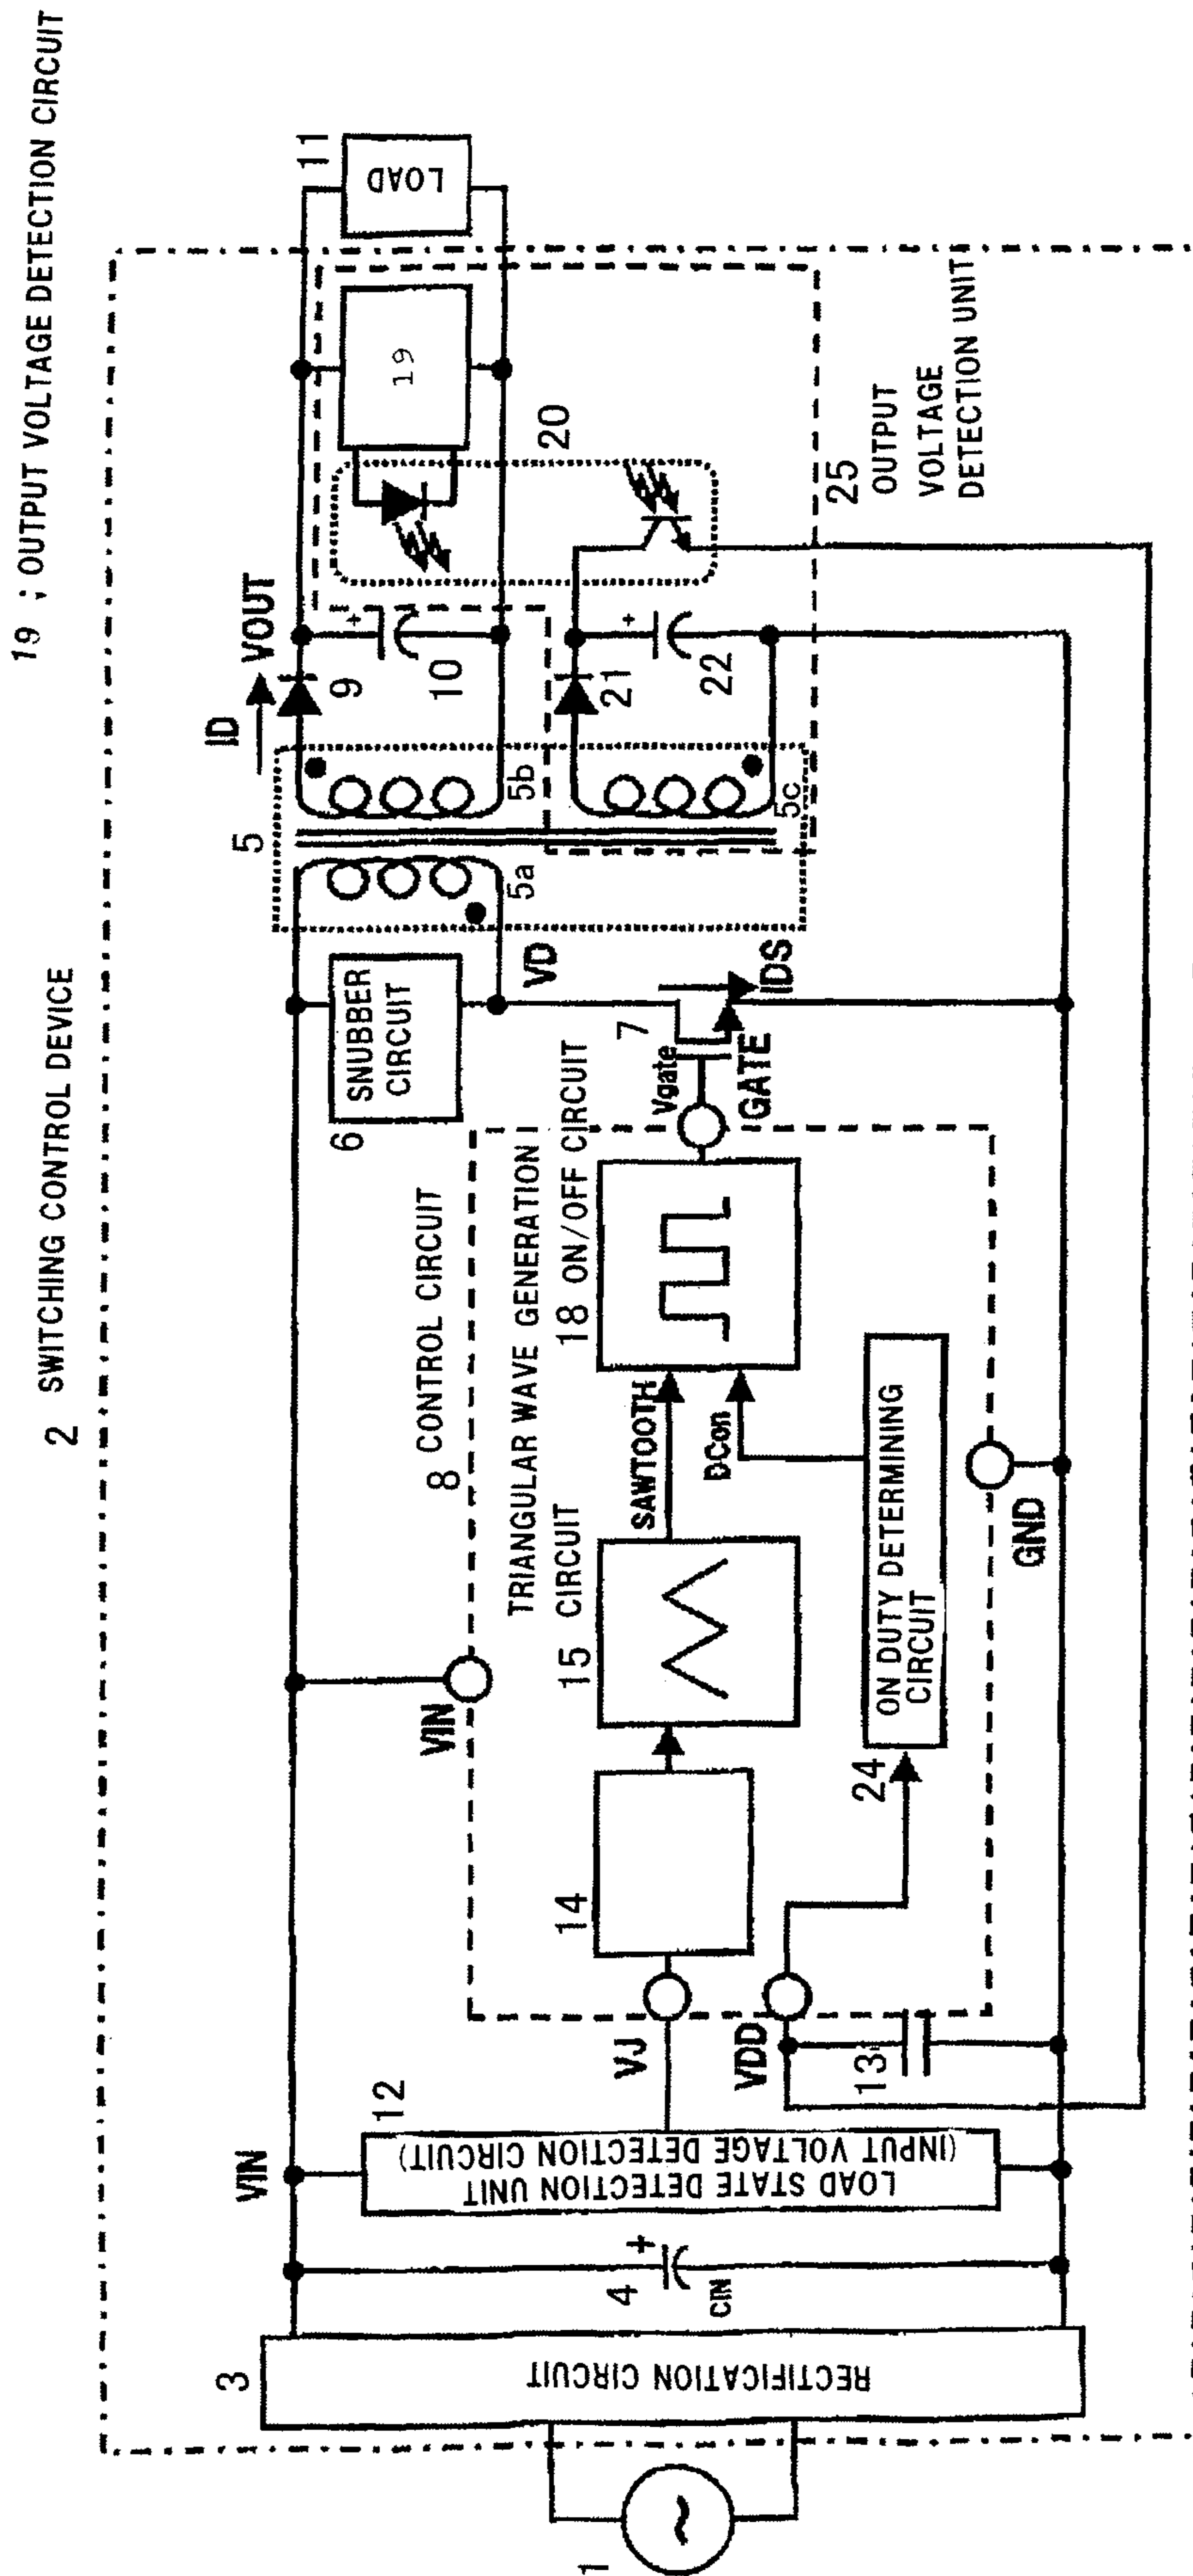 19 ; OUTPUT VOLTAGE DETECTION CIRCUIT
2 SWITCHING CONTROL DEVICE
ID
VOUT
11
LOAD
5
9
10
19
3
VIN
6
SNUBBER
CIRCUIT
5a
5b
VD
20
12
VIN
8 CONTROL CIRCUIT
TRIANGULAR WAVE GENERATION
15 CIRCUIT
18 ON/OFF CIRCUIT
7
Vgate
GATE
IDS
21
22
5c
25
OUTPUT
VOLTAGE
DETECTION UNIT
1
RECTIFICATION CIRCUIT
4
+
CIN
LOAD STATE DETECTION UNIT
(INPUT VOLTAGE DETECTION CIRCUIT)
VJ
14
SAWTOOTH
DCon
VDD
13
24
ON DUTY DETERMINING
CIRCUIT
GND
+
+
~